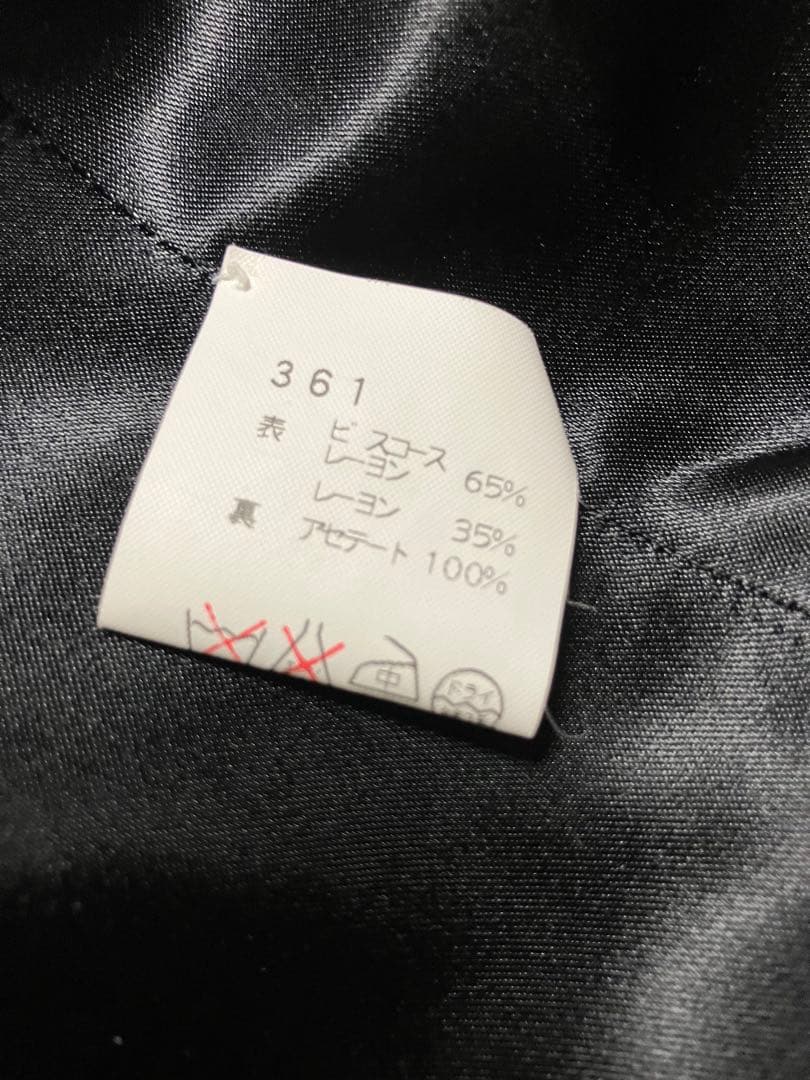 361
表 ビスコース
レーヨン 65%
レーヨン 35%
裏 アセテート 100%
中
ドライ